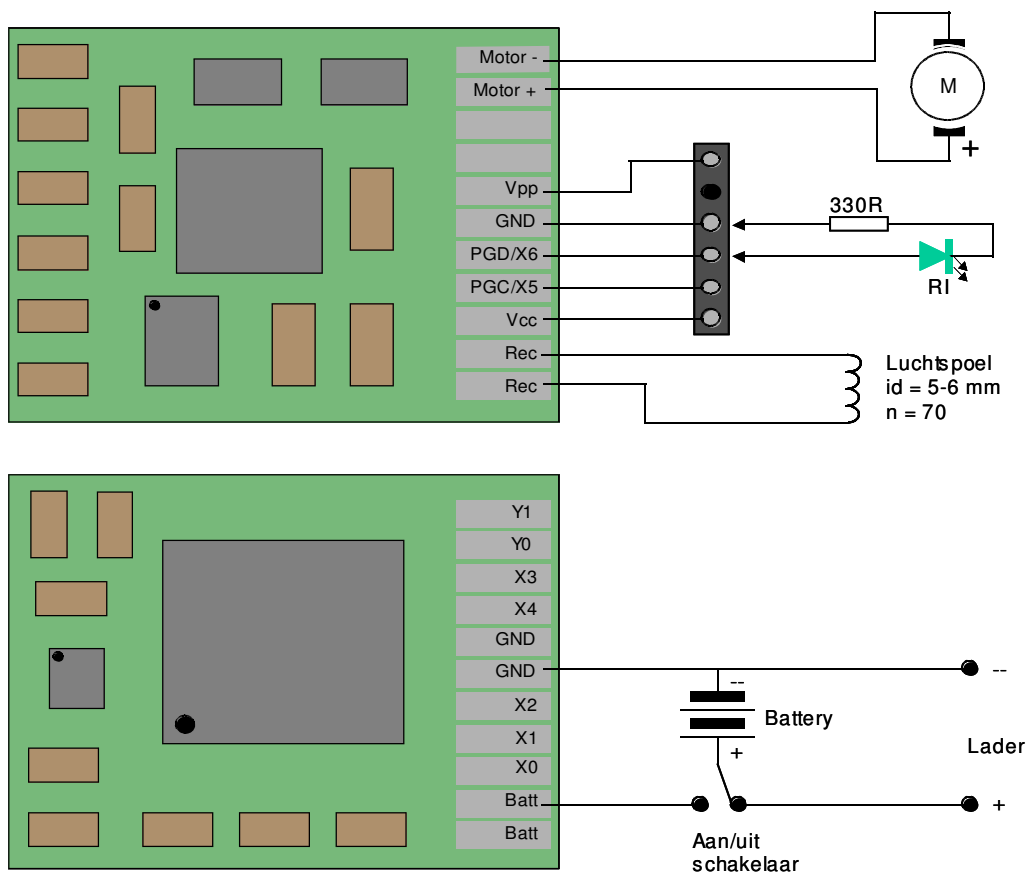 Motor -
Motor +
Vpp
GND
PGD/X6
PGC/X5
Vcc
Rec
Rec
M
+
330R
RI
Luchtspoel
id = 5-6 mm
n = 70
Y1
Y0
X3
X4
GND
GND
X2
X1
X0
Batt
Batt
--
Battery
+
--
Lader
+
Aan/uit
schakelaar